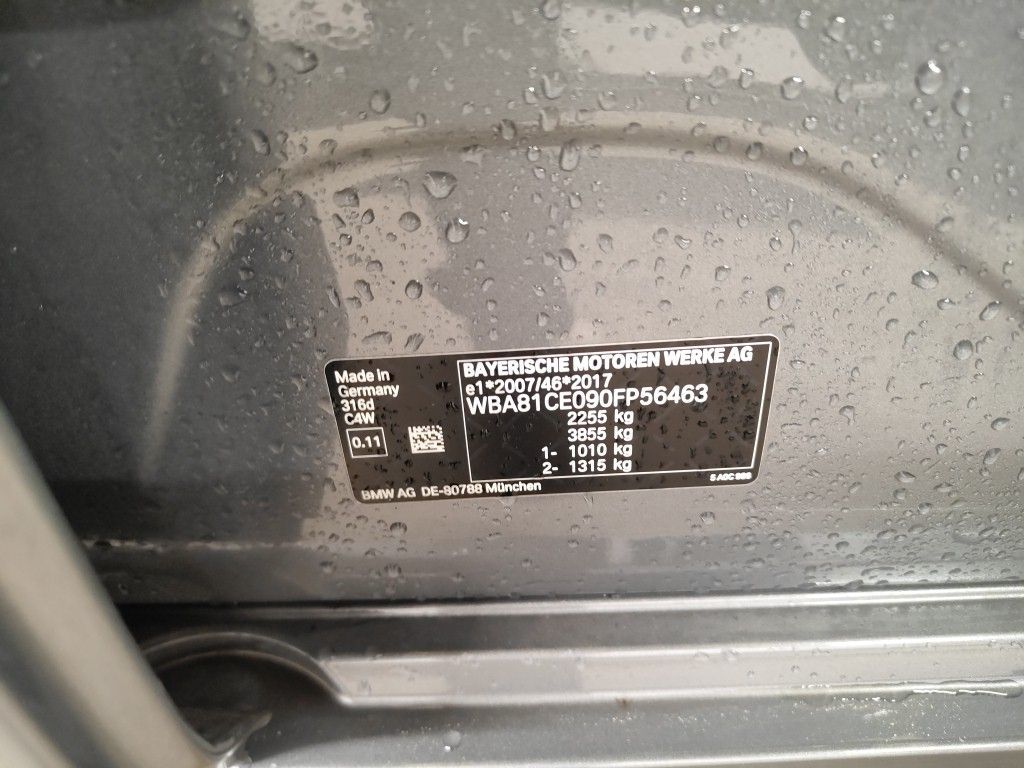 Made In
Germany
316d
C4W
0.11
BAYERISCHE MOTOREN WERKE AG
e1*2007/46*2017
WBA81CE090FP56463
2255 kg
3855 kg
1- 1010 kg
2- 1315 kg
BMW AG DE-80788 München